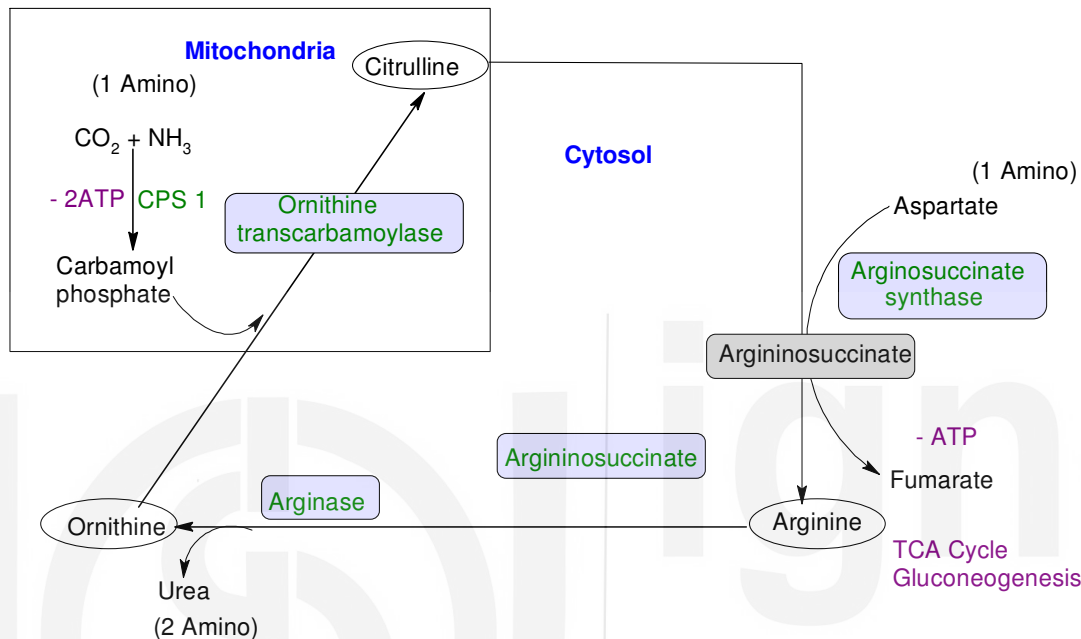 Mitochondria
Citrulline
(1 Amino)
CO₂ + NH₃
- 2ATP CPS 1
Ornithine
transcarbamoylase
Carbamoyl
phosphate
Cytosol
(1 Amino)
Aspartate
Arginosuccinate
synthase
Argininosuccinate
- ATP
Fumarate
Argininosuccinate
Arginase
Ornithine
Arginine
TCA Cycle
Gluconeogenesis
Urea
(2 Amino)
ign